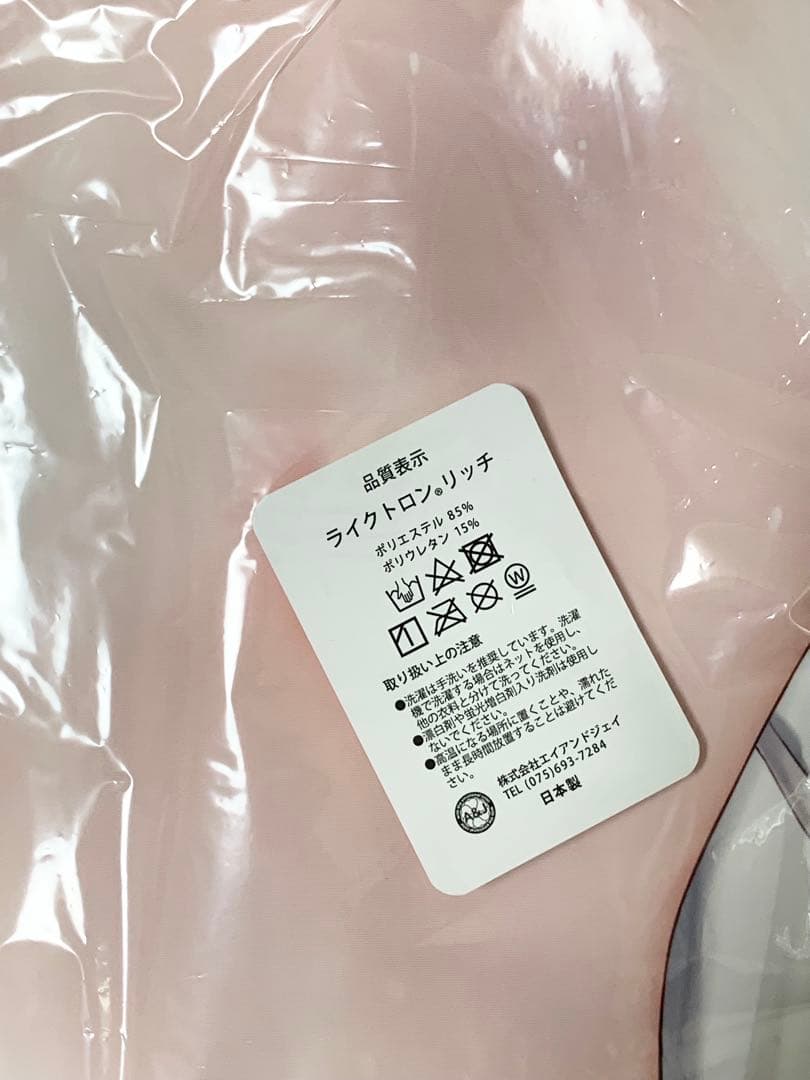 品質表示
ライクトロン®リッチ
ポリエステル 85%
ポリウレタン 15%
W
取り扱い上の注意
●洗濯は手洗いを推奨しています。洗濯
機で洗濯する場合はネットを使用し、
他の衣料と分けて洗ってください。
●漂白剤や蛍光増白剤入り洗剤は使用し
ないでください。
●高温になる場所に置くことや、濡れた
まま長時間放置することは避けてくだ
さい。
株式会社エイアンドジェイ
TEL (075)693-7284
日本製
A&J